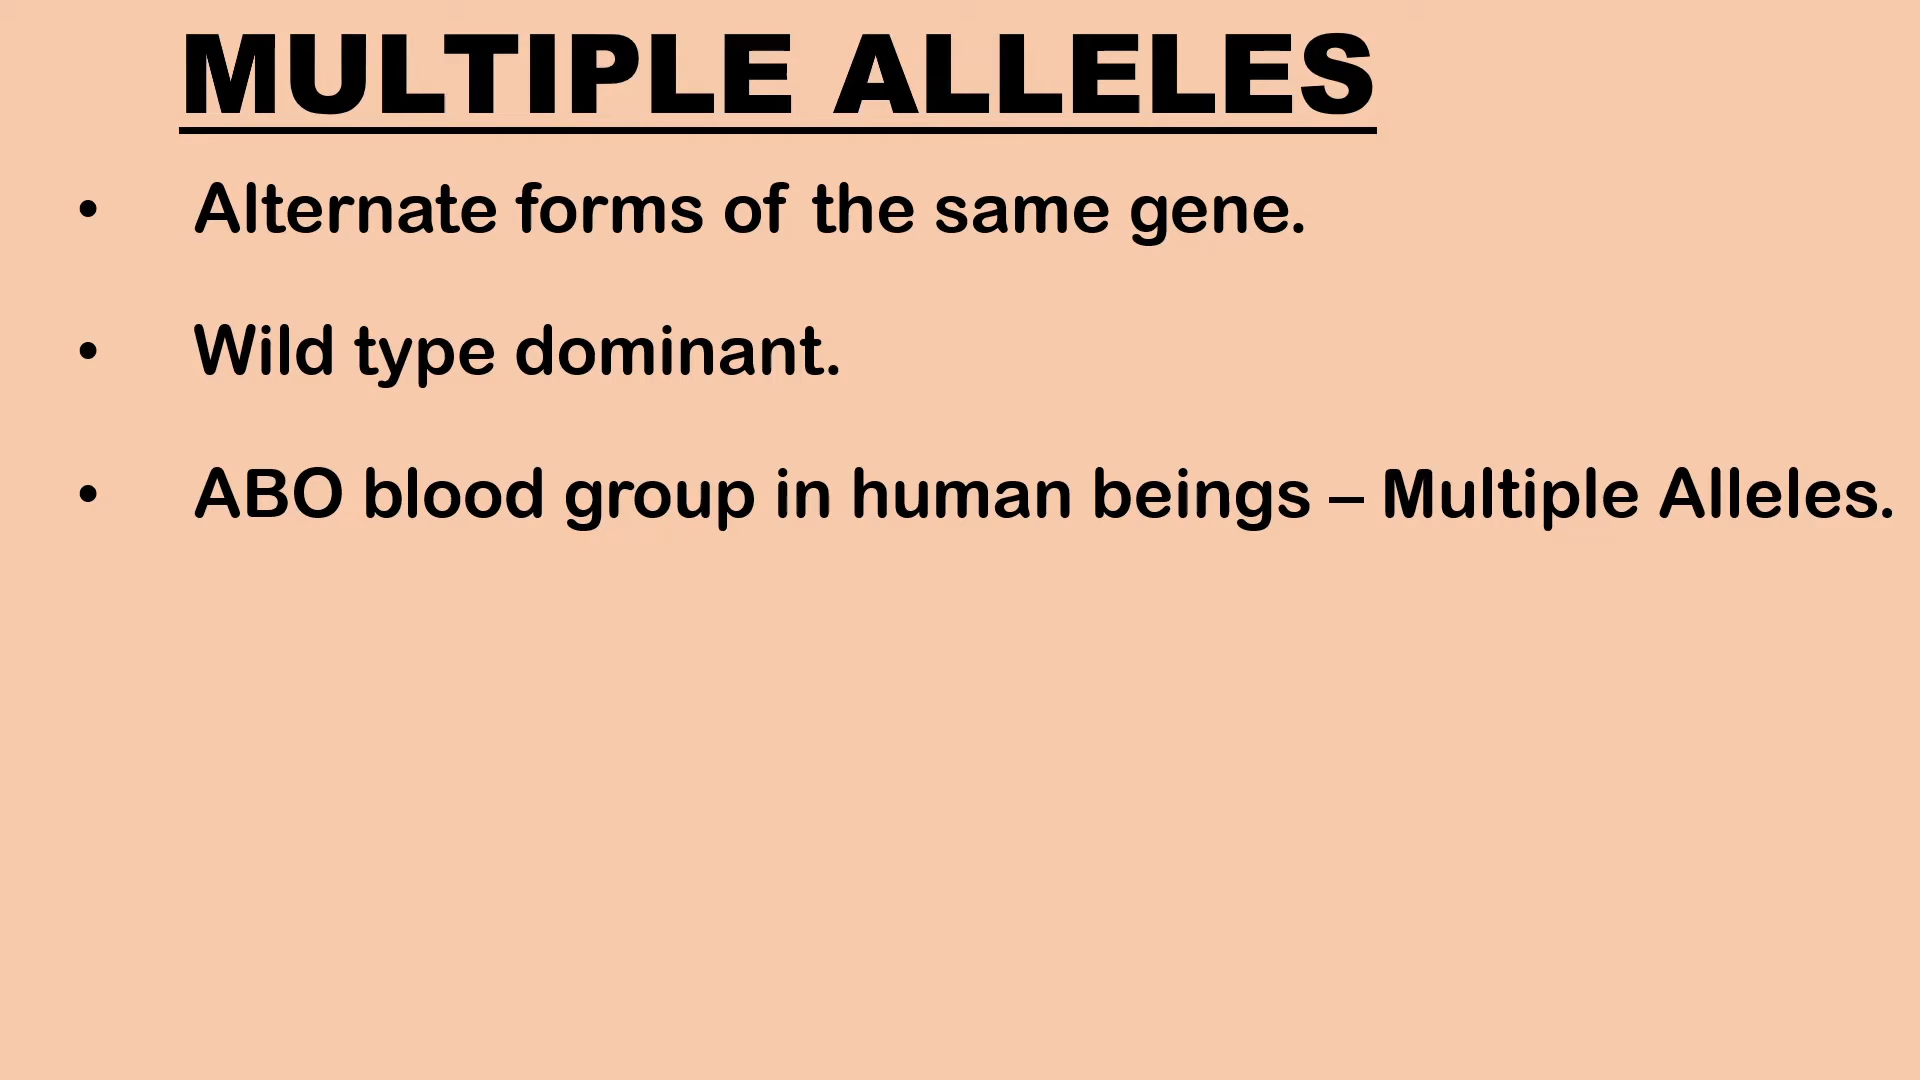 MULTIPLE ALLELES
• Alternate forms of the same gene.
• Wild type dominant.
• ABO blood group in human beings – Multiple Alleles.